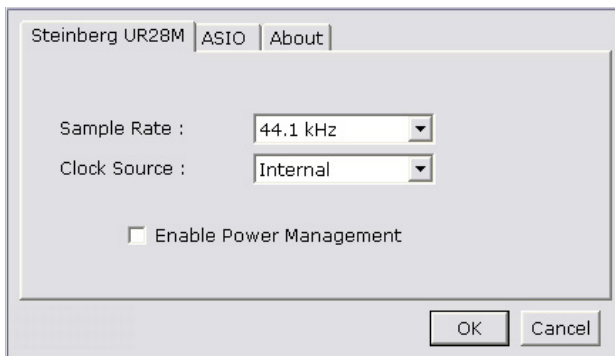 Steinberg UR28M ASIO About
Sample Rate : 44.1 kHz
Clock Source : Internal
Enable Power Management
OK Cancel